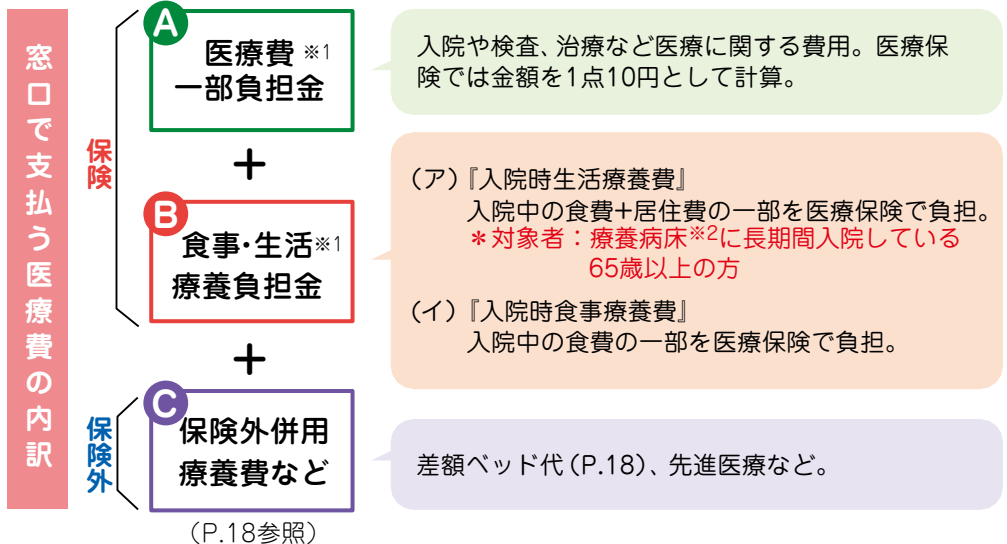 窓口で支払う医療費の内訳
保険
A
医療費※1
一部負担金
入院や検査、治療など医療に関する費用。医療保
険では金額を1点10円として計算。
+
B
食事・生活※1
療養負担金
(ア)『入院時生活療養費』
入院中の食費+居住費の一部を医療保険で負担。
*対象者:療養病床※2に長期間入院している
65歳以上の方
(イ)『入院時食事療養費』
入院中の食費の一部を医療保険で負担。
+
保険外
C
保険外併用
療養費など
差額ベッド代(P.18)、先進医療など。
(P.18参照)